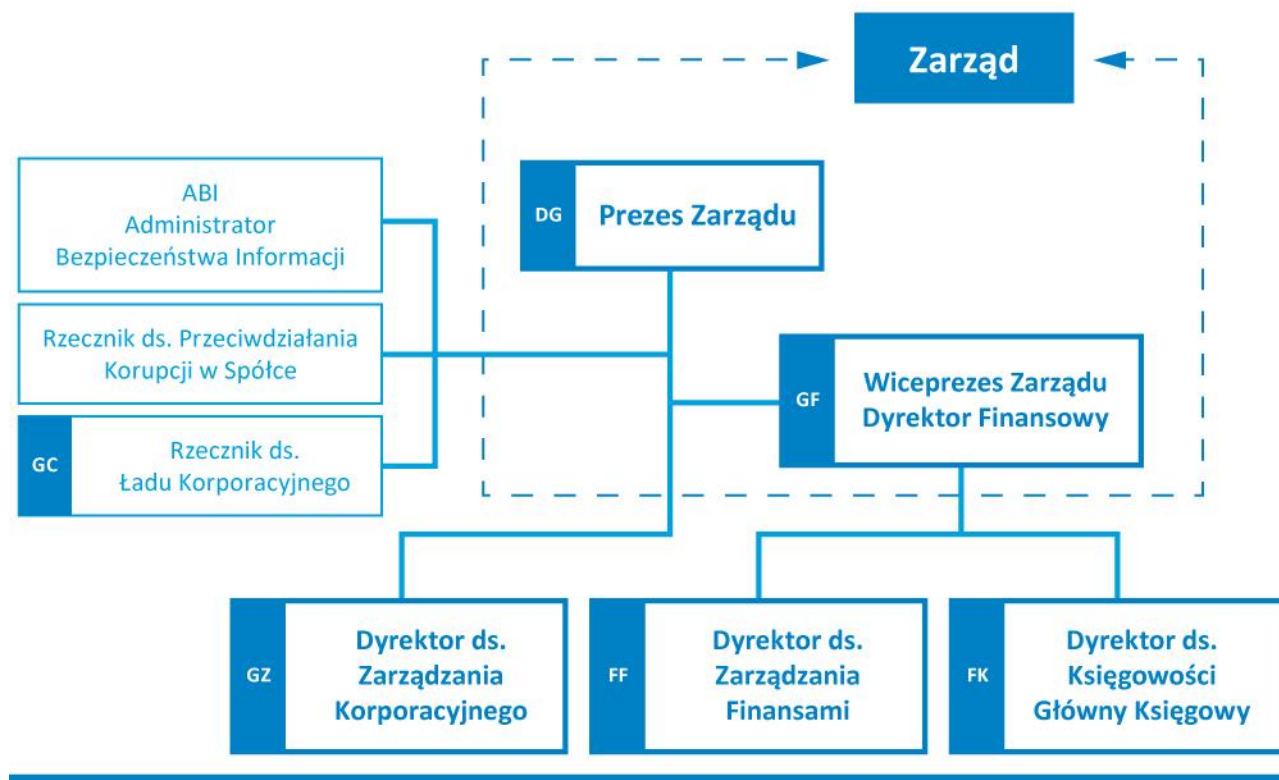 Zarząd
DG
Prezes Zarządu
ABI
Administrator
Bezpieczeństwa Informacji
Rzecznik ds. Przeciwdziałania
Korupcji w Spółce
GC
Rzecznik ds.
Ładu Korporacyjnego
GF
Wiceprezes Zarządu
Dyrektor Finansowy
GZ
Dyrektor ds.
Zarządzania
Korporacyjnego
FF
Dyrektor ds.
Zarządzania
Finansami
FK
Dyrektor ds.
Księgowości
Główny Księgowy